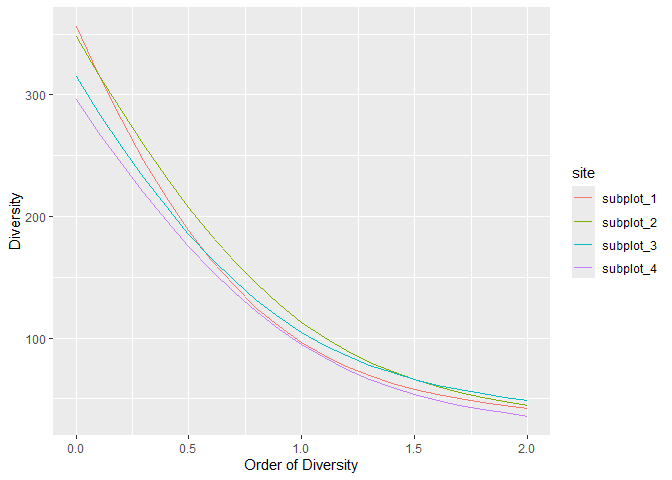 300
200
100
Diversity
0.0 0.5 1.0 1.5 2.0
Order of Diversity
site
subplot_1
subplot_2
subplot_3
subplot_4